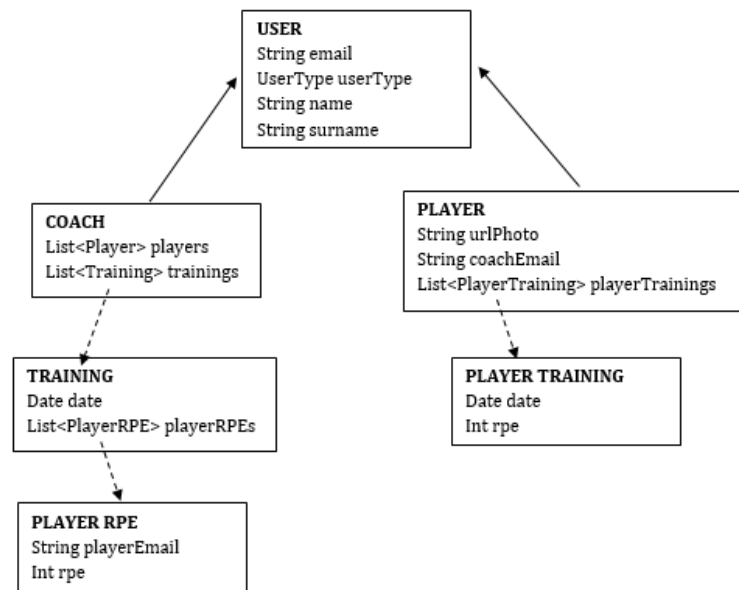 USER
String email
UserType userType
String name
String surname
COACH
List<Player> players
List<Training> trainings
PLAYER
String urlPhoto
String coachEmail
List<PlayerTraining> playerTrainings
TRAINING
Date date
List<PlayerRPE> playerRPEs
PLAYER TRAINING
Date date
Int rpe
PLAYER RPE
String playerEmail
Int rpe